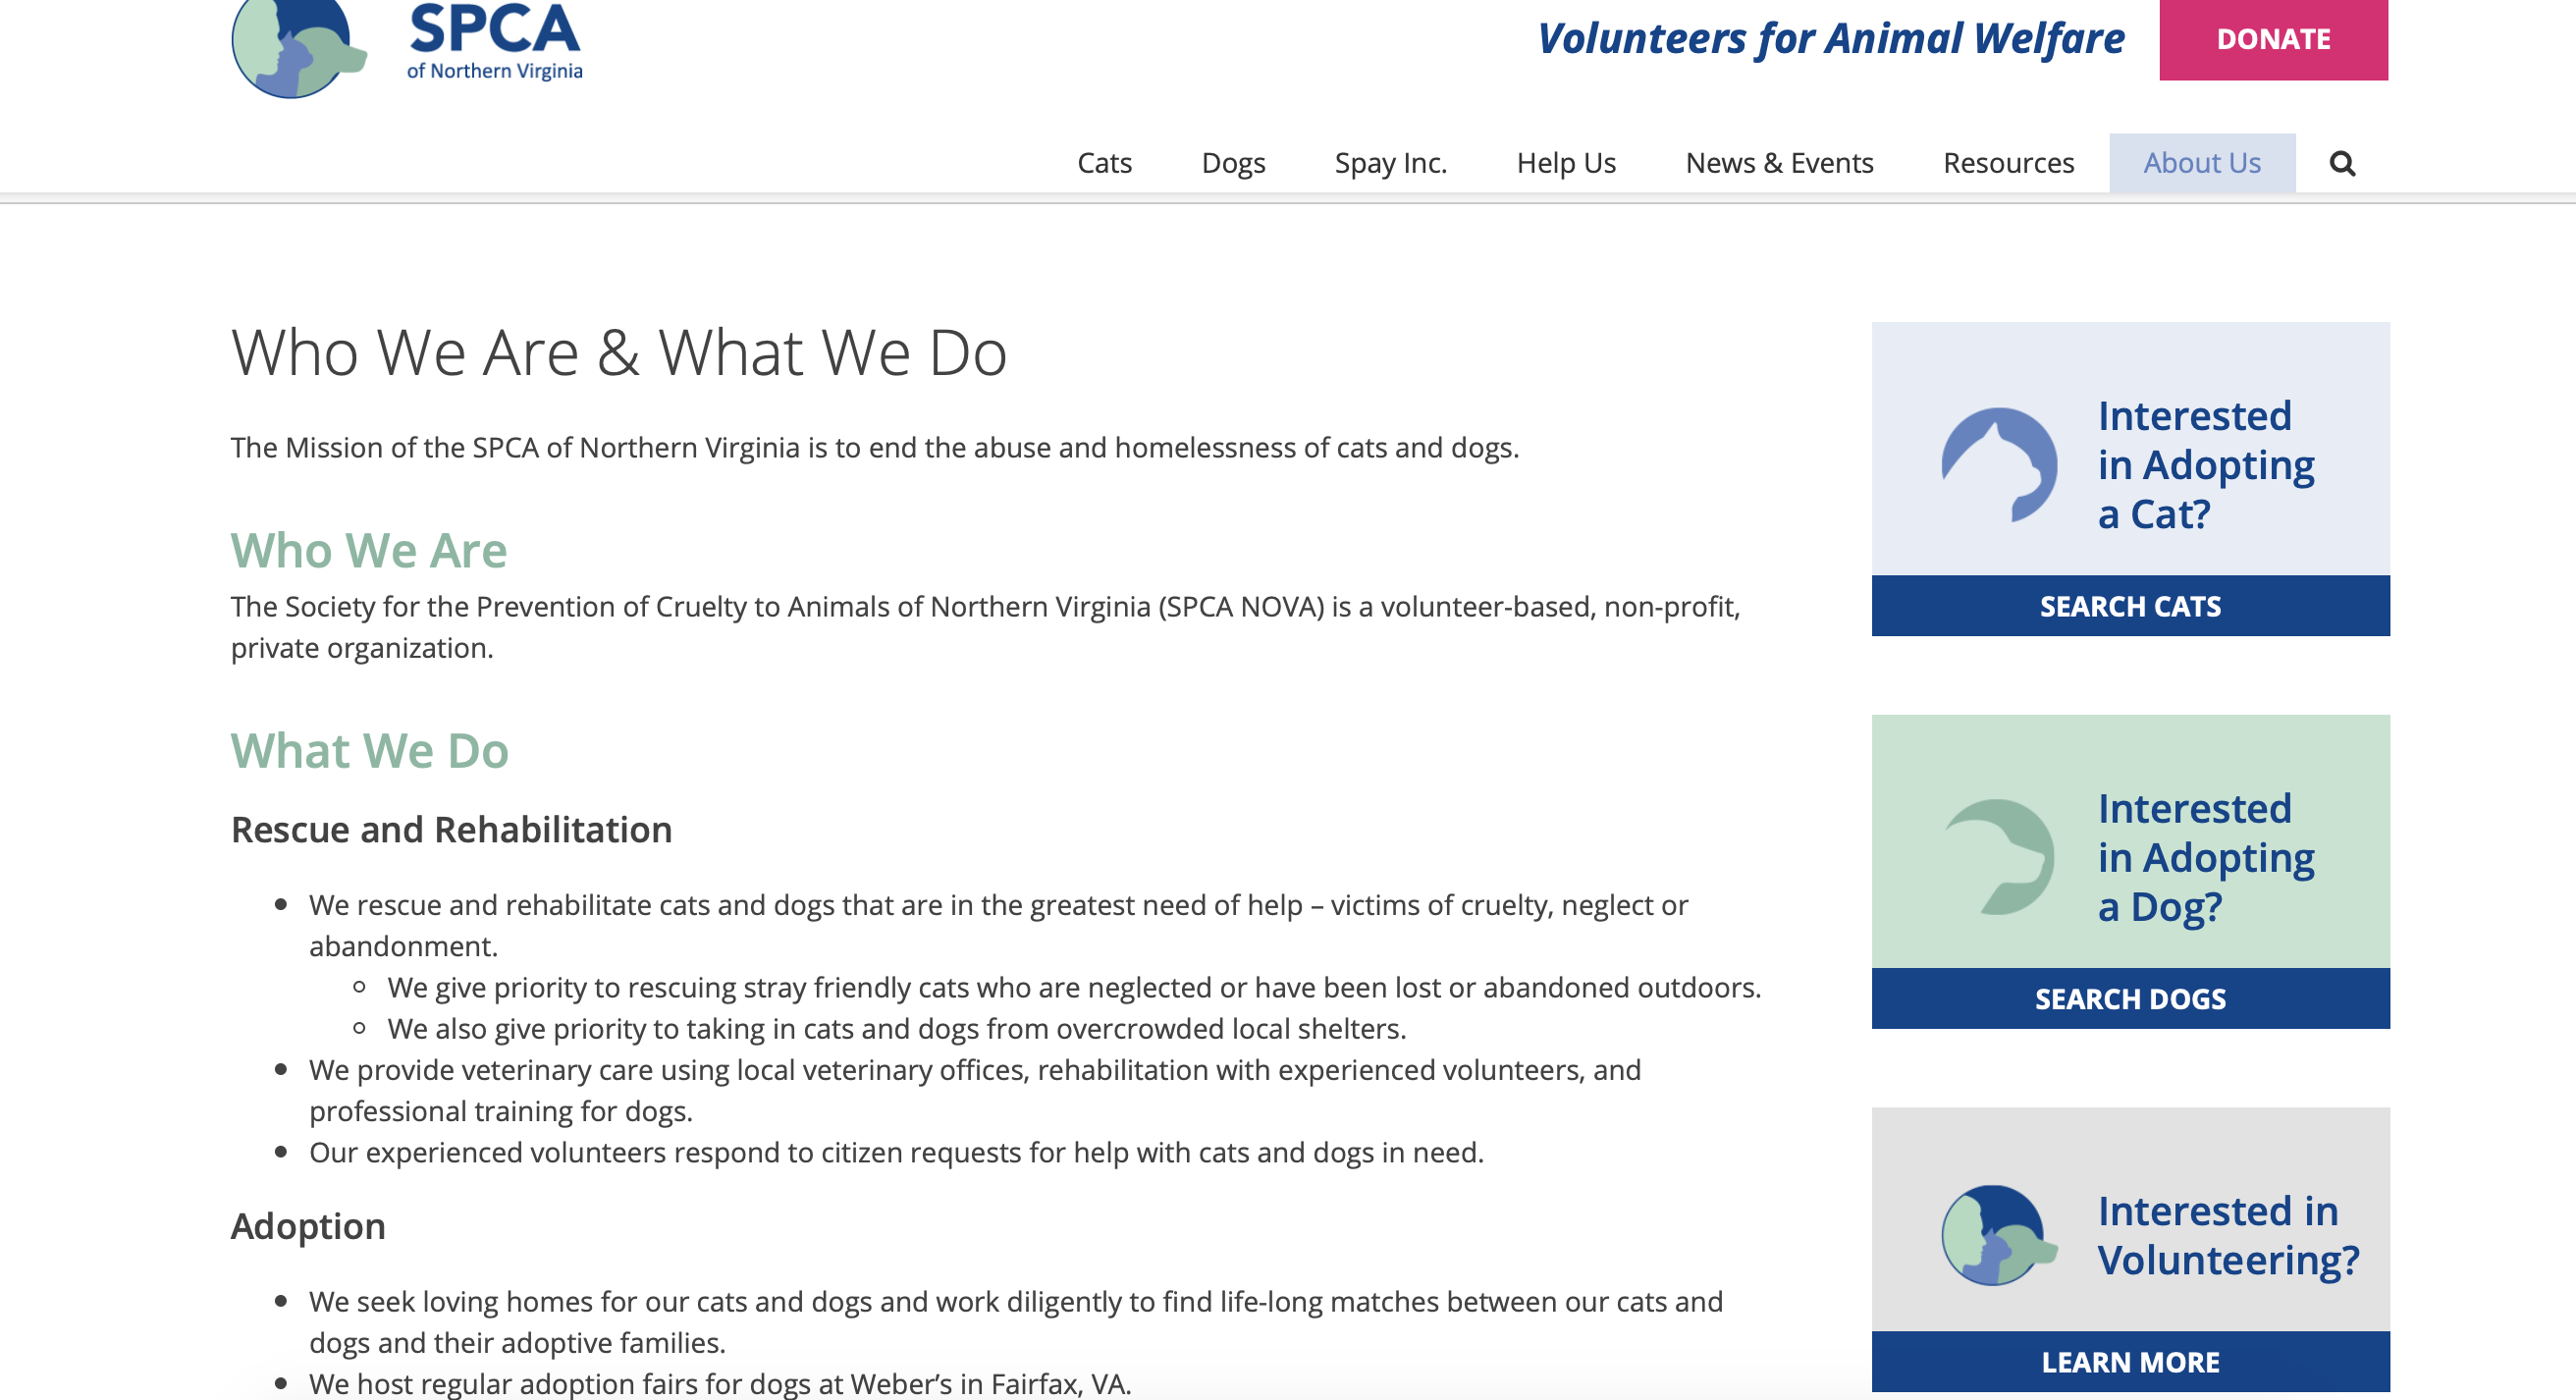 SPCA
of Northern Virginia
Volunteers for Animal Welfare
DONATE
Cats
Dogs
Spay Inc.
Help Us
News & Events
Resources
About Us
Who We Are & What We Do
The Mission of the SPCA of Northern Virginia is to end the abuse and homelessness of cats and dogs.
Who We Are
The Society for the Prevention of Cruelty to Animals of Northern Virginia (SPCA NOVA) is a volunteer-based, non-profit,
private organization.
What We Do
Rescue and Rehabilitation
We rescue and rehabilitate cats and dogs that are in the greatest need of help – victims of cruelty, neglect or
abandonment.
We give priority to rescuing stray friendly cats who are neglected or have been lost or abandoned outdoors.
We also give priority to taking in cats and dogs from overcrowded local shelters.
We provide veterinary care using local veterinary offices, rehabilitation with experienced volunteers, and
professional training for dogs.
Our experienced volunteers respond to citizen requests for help with cats and dogs in need.
Adoption
We seek loving homes for our cats and dogs and work diligently to find life-long matches between our cats and
dogs and their adoptive families.
We host regular adoption fairs for dogs at Weber’s in Fairfax, VA.
Interested
in Adopting
a Cat?
SEARCH CATS
Interested
in Adopting
a Dog?
SEARCH DOGS
Interested in
Volunteering?
LEARN MORE